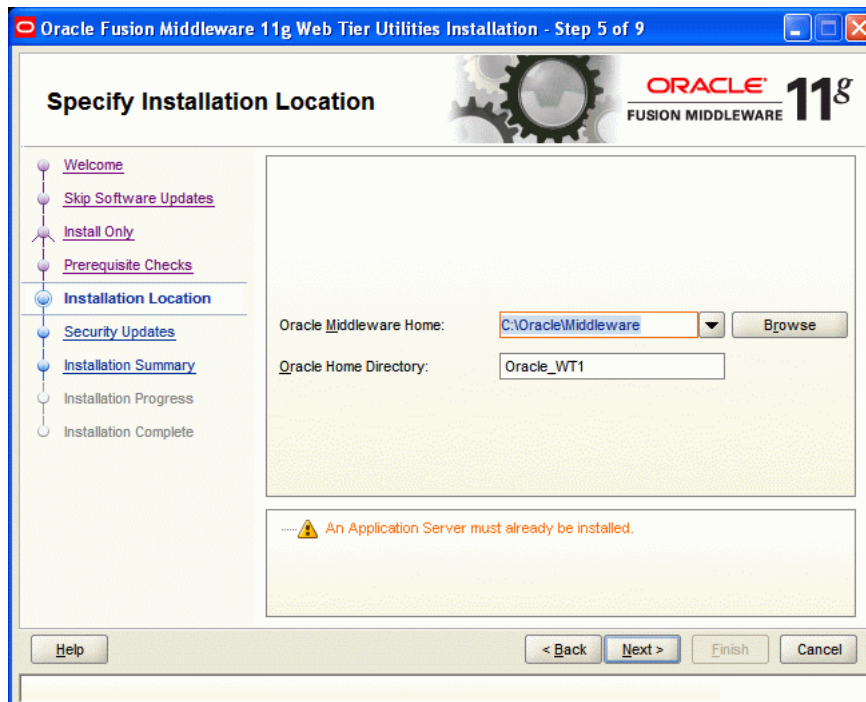 Oracle Fusion Middleware 11g Web Tier Utilities Installation - Step 5 of 9
Specify Installation Location
ORACLE
FUSION MIDDLEWARE 11g
Welcome
Skip Software Updates
Install Only
Prerequisite Checks
Installation Location
Security Updates
Installation Summary
Installation Progress
Installation Complete
Oracle Middleware Home: C:\Oracle\Middleware Browse
Oracle Home Directory: Oracle_WT1
An Application Server must already be installed.
Help < Back Next > Finish Cancel